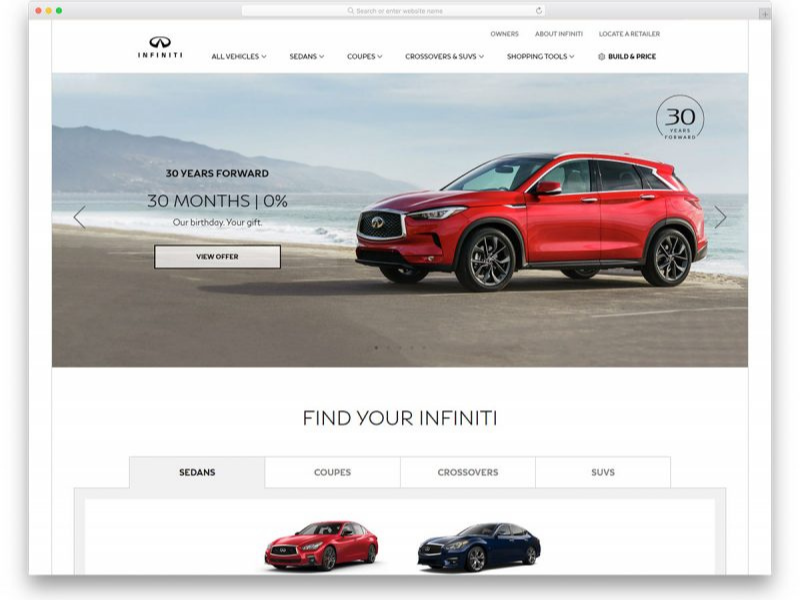 Search or enter website name
OWNERS ABOUT INFINITI LOCATE A RETAILER
INFINITI
ALL VEHICLES SEDANS COUPES CROSSOVERS & SUVS SHOPPING TOOLS BUILD & PRICE
30
YEARS
FORWARD
30 YEARS FORWARD
30 MONTHS | 0%
Our birthday. Your gift.
VIEW OFFER
FIND YOUR INFINITI
SEDANS COUPES CROSSOVERS SUVS